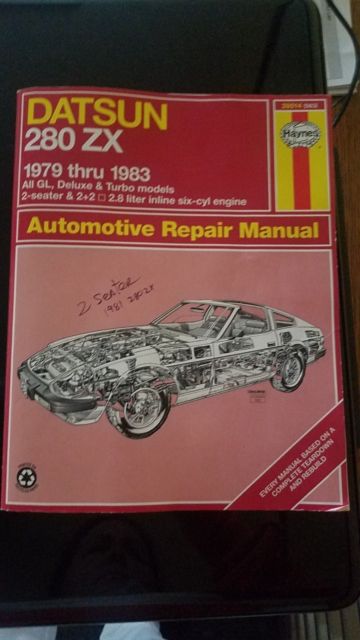 DATSUN
280 ZX
1979 thru 1983
All GL, Deluxe & Turbo models
2-seater & 2+2 □ 2.8 liter inline six-cyl engine
Haynes
Automotive Repair Manual
2 Seater
1981 280ZX
EVERY MANUAL BASED ON A
COMPLETE TEARDOWN
AND REBUILD